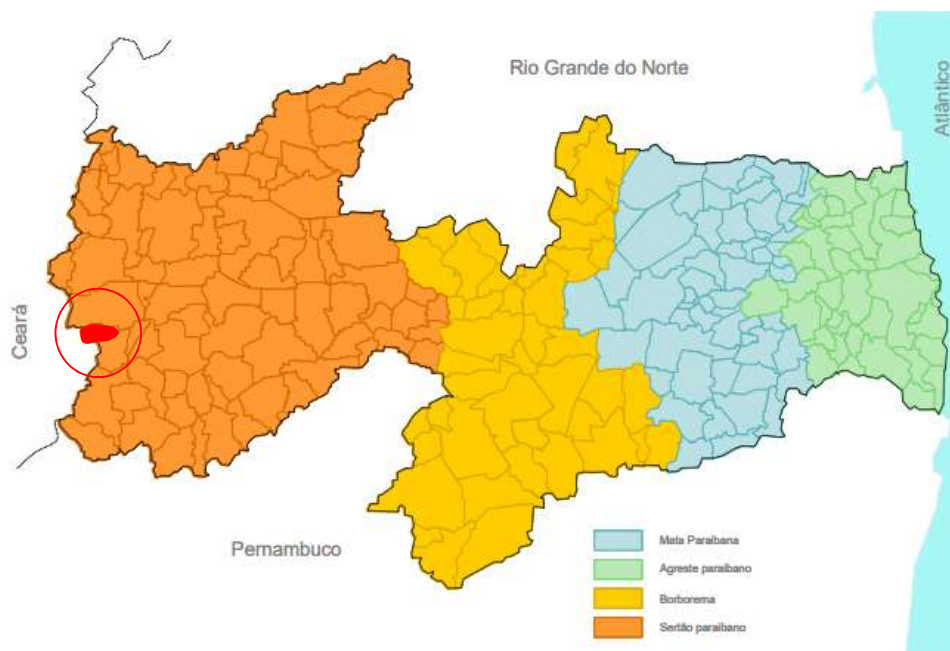 Rio Grande do Norte
Atlântico
Ceará
Pernambuco
Mata Paraibana
Agreste paraibano
Borborema
Sertão paraibano